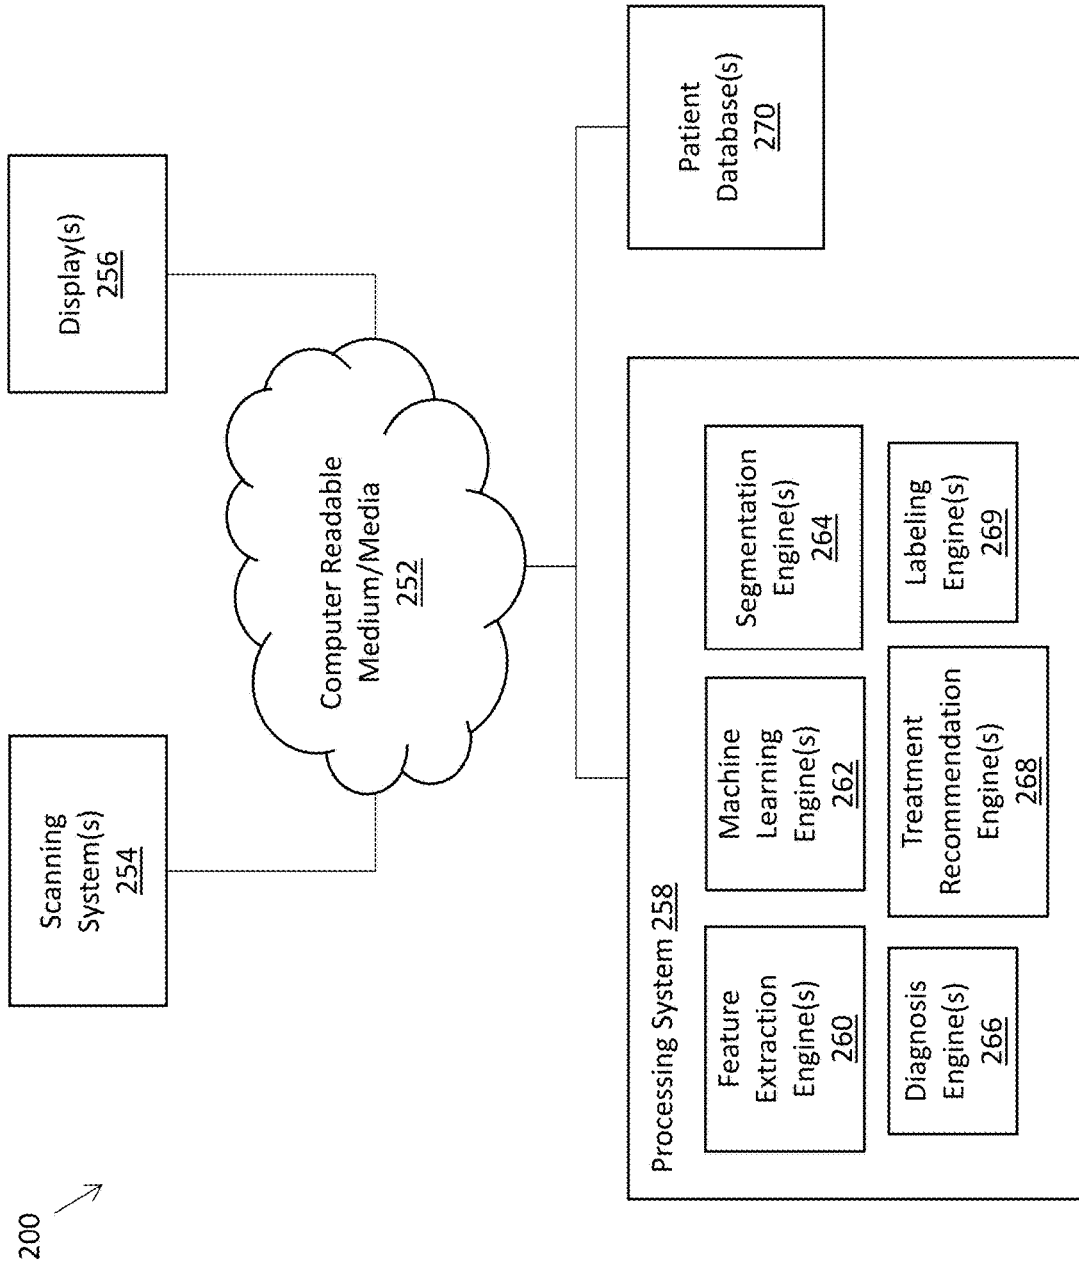 200
Scanning
System(s)
254
Display(s)
256
Computer Readable
Medium/Media
252
Processing System 258
Feature
Extraction
Engine(s)
260
Machine
Learning
Engine(s)
262
Segmentation
Engine(s)
264
Diagnosis
Engine(s)
266
Treatment
Recommendation
Engine(s)
268
Labeling
Engine(s)
269
Patient
Database(s)
270